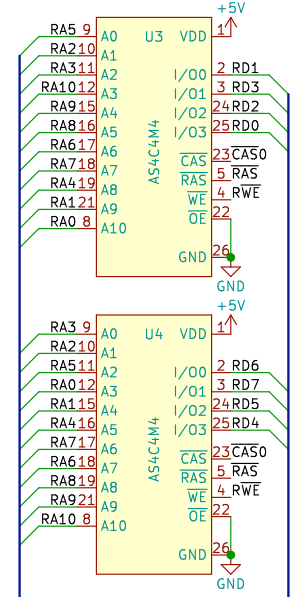 +5V
RA5 9 A0 U3 VDD 1
RA2 10 A1
RA3 11 A2 I/O0 2 RD1
RA10 12 A3 I/O1 3 RD3
RA9 15 A4 I/O2 24 RD2
RA8 16 A5 I/O3 25 RD0
RA6 17 A6
RA7 18 A7 CAS 23 CAS0
RA4 19 A8 RAS 5 RAS
RA1 21 A9 WE 4 RWE
RA0 8 A10 OE 22
AS4C4M4
GND 26
GND
+5V
RA3 9 A0 U4 VDD 1
RA2 10 A1
RA5 11 A2 I/O0 2 RD6
RA0 12 A3 I/O1 3 RD7
RA1 15 A4 I/O2 24 RD5
RA4 16 A5 I/O3 25 RD4
RA7 17 A6
RA6 18 A7 CAS 23 CAS0
RA8 19 A8 RAS 5 RAS
RA9 21 A9 WE 4 RWE
RA10 8 A10 OE 22
AS4C4M4
GND 26
GND